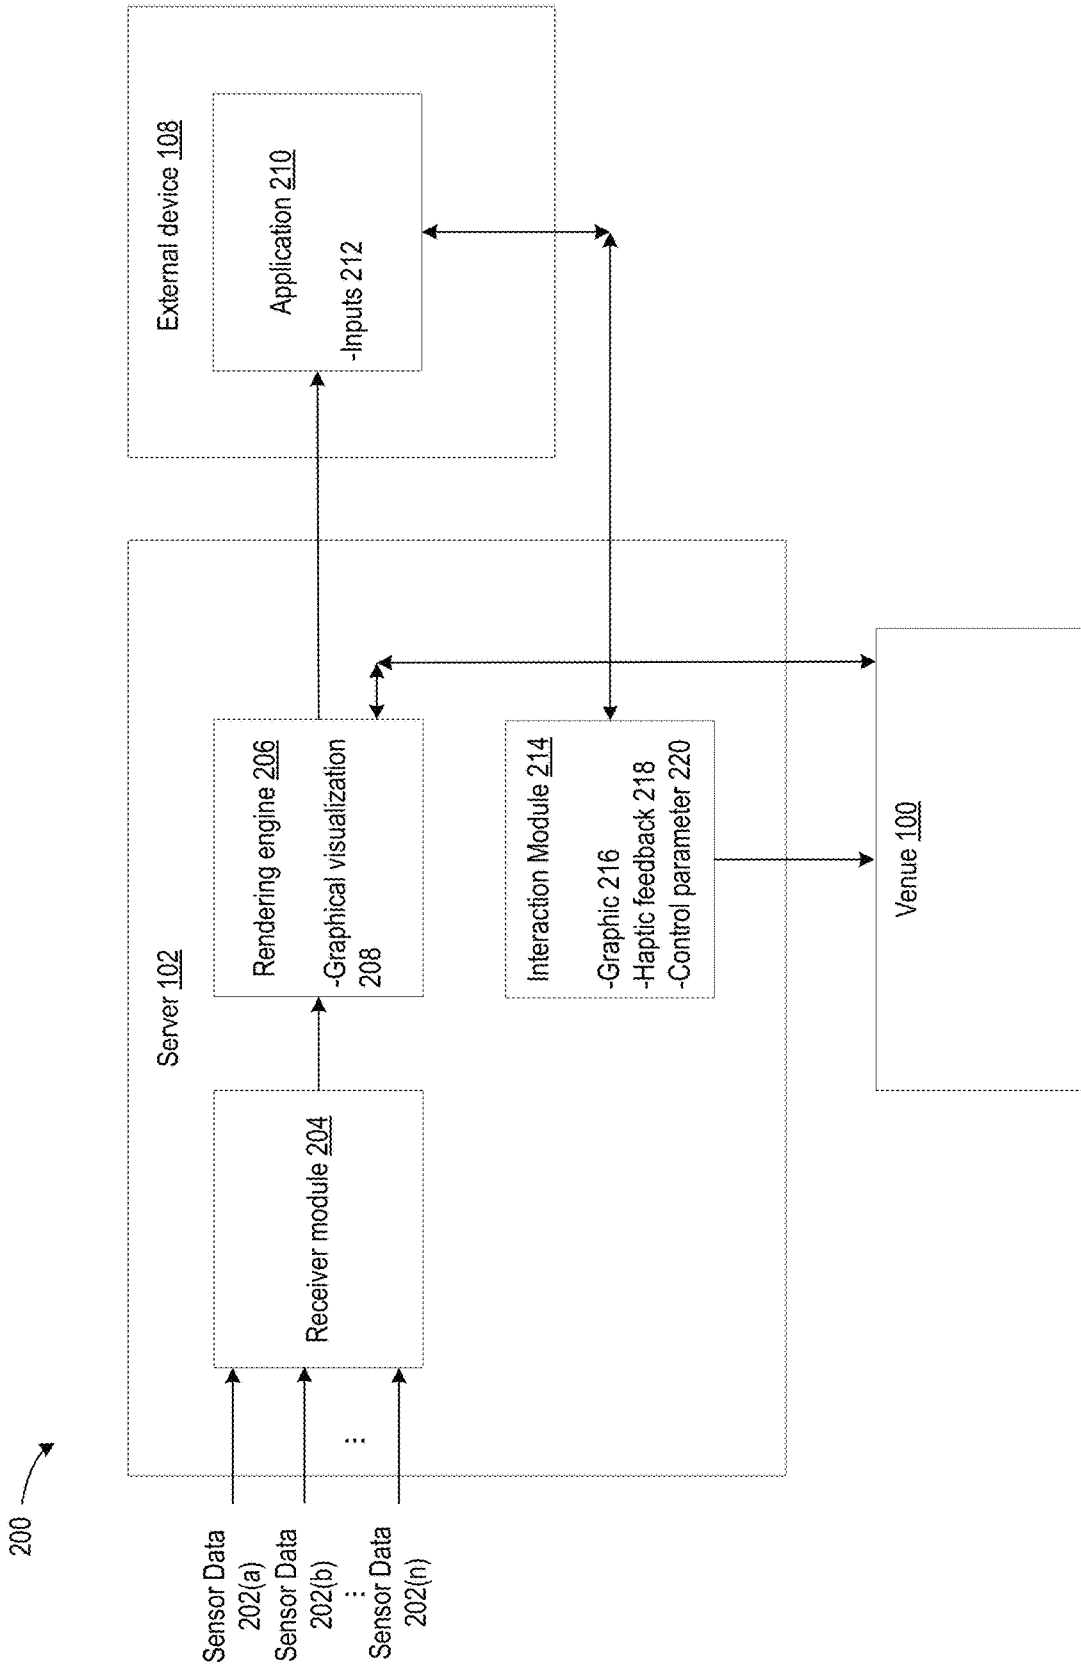 200
Sensor Data
202(a)
Sensor Data
202(b)
...
Sensor Data
202(n)
...
Server 102
Receiver module 204
Rendering engine 206
-Graphical visualization
208
Interaction Module 214
-Graphic 216
-Haptic feedback 218
-Control parameter 220
External device 108
Application 210
-Inputs 212
Venue 100